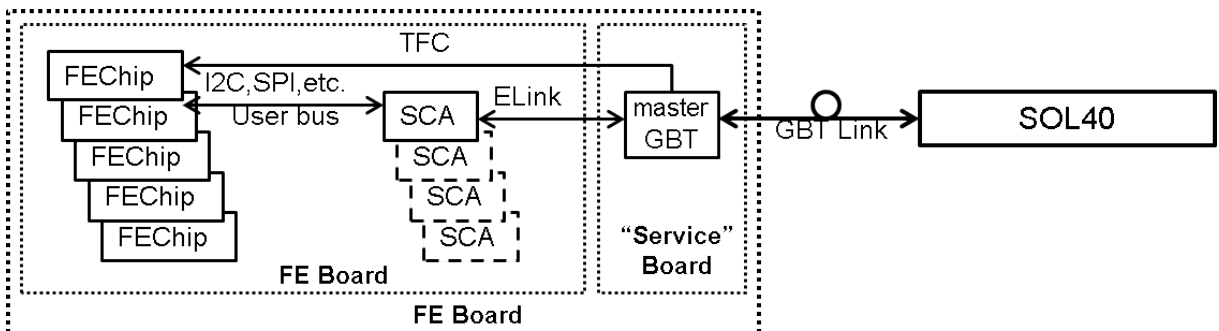 TFC
FEChip
I2C,SPI,etc.
ELink
FEChip
User bus
SCA
master
GBT
GBT Link
SOL40
FEChip
SCA
FEChip
SCA
FEChip
SCA
“Service”
Board
FE Board
FE Board